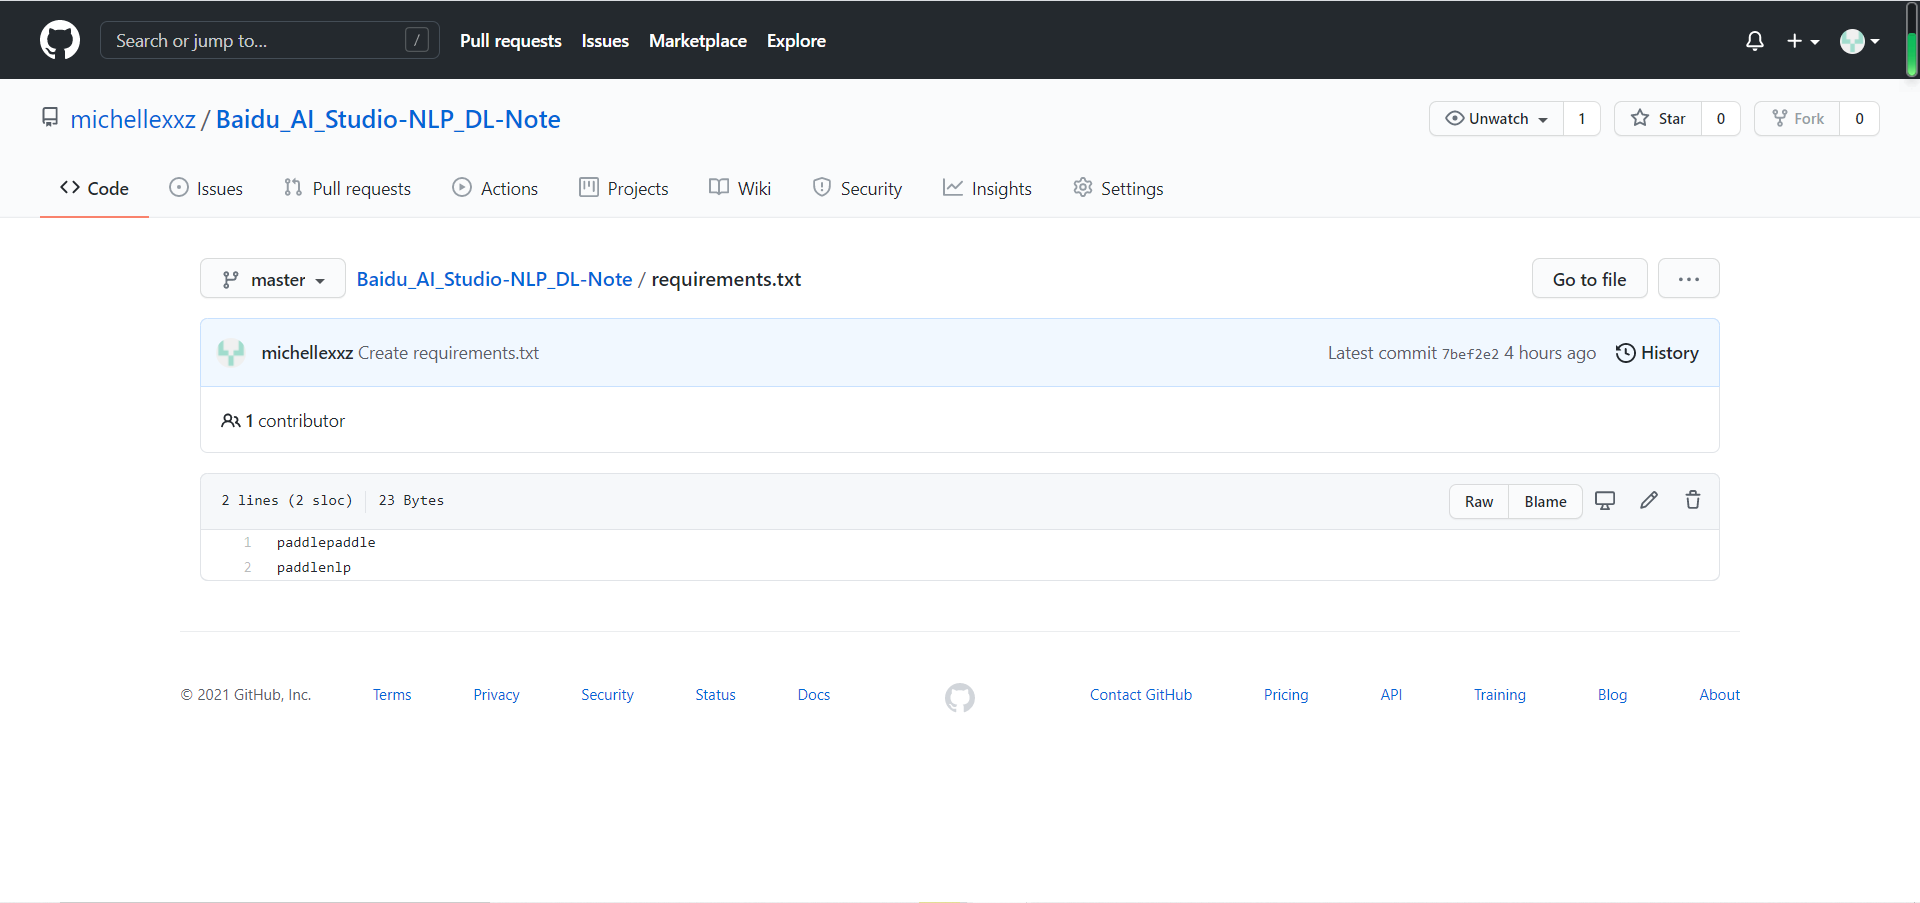 Search or jump to... /
Pull requests Issues Marketplace Explore
michellexxz / Baidu_AI_Studio-NLP_DL-Note
Unwatch 1 Star 0 Fork 0
Code Issues Pull requests Actions Projects Wiki Security Insights Settings
master Baidu_AI_Studio-NLP_DL-Note / requirements.txt Go to file ...
michellexxz Create requirements.txt Latest commit 7bef2e2 4 hours ago History
1 contributor
2 lines (2 sloc) 23 Bytes Raw Blame
1 paddlepaddle
2 paddlenlp
© 2021 GitHub, Inc. Terms Privacy Security Status Docs Contact GitHub Pricing API Training Blog About